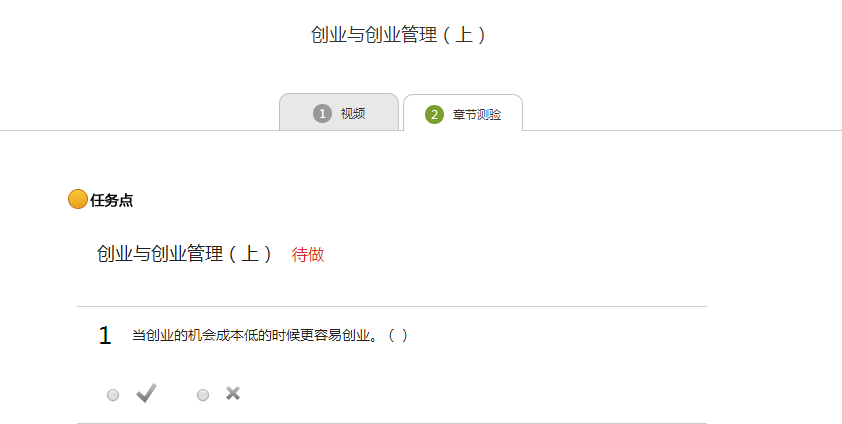 创业与创业管理（上）
1 视频
2 章节测验
任务点
创业与创业管理（上） 待做
1 当创业的机会成本低的时候更容易创业。（ ）